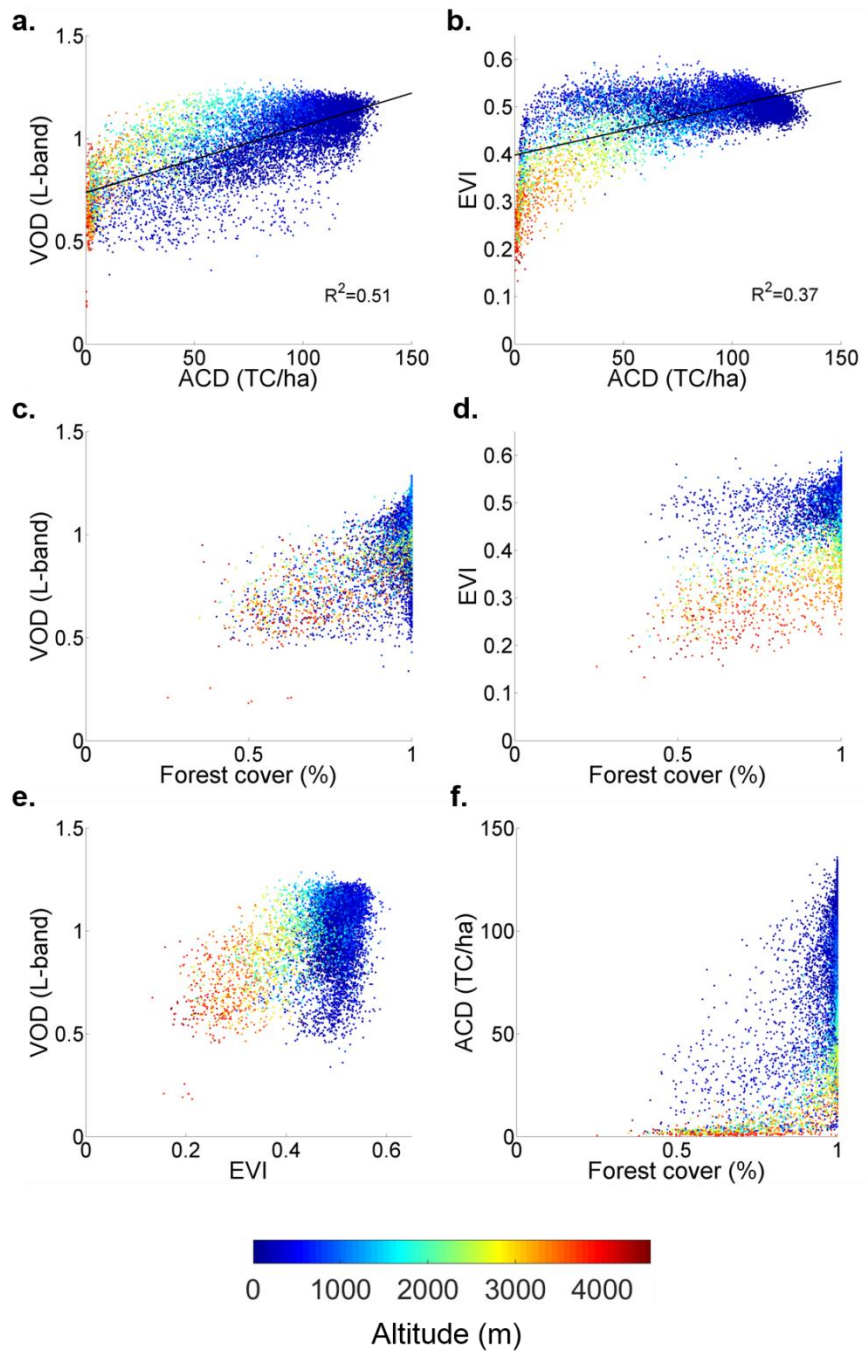 a.
1.5
1
0.5
0
VOD (L-band)
R²=0.51
0 50 100 150
ACD (TC/ha)
b.
0.6
0.5
0.4
0.3
0.2
0.1
0
EVI
R²=0.37
0 50 100 150
ACD (TC/ha)
c.
1.5
1
0.5
0
VOD (L-band)
0 0.5 1
Forest cover (%)
d.
0.6
0.5
0.4
0.3
0.2
0.1
0
EVI
0 0.5 1
Forest cover (%)
e.
1.5
1
0.5
0
VOD (L-band)
0.2 0.4 0.6
EVI
f.
150
100
50
0
ACD (TC/ha)
0 0.5 1
Forest cover (%)
0 1000 2000 3000 4000
Altitude (m)